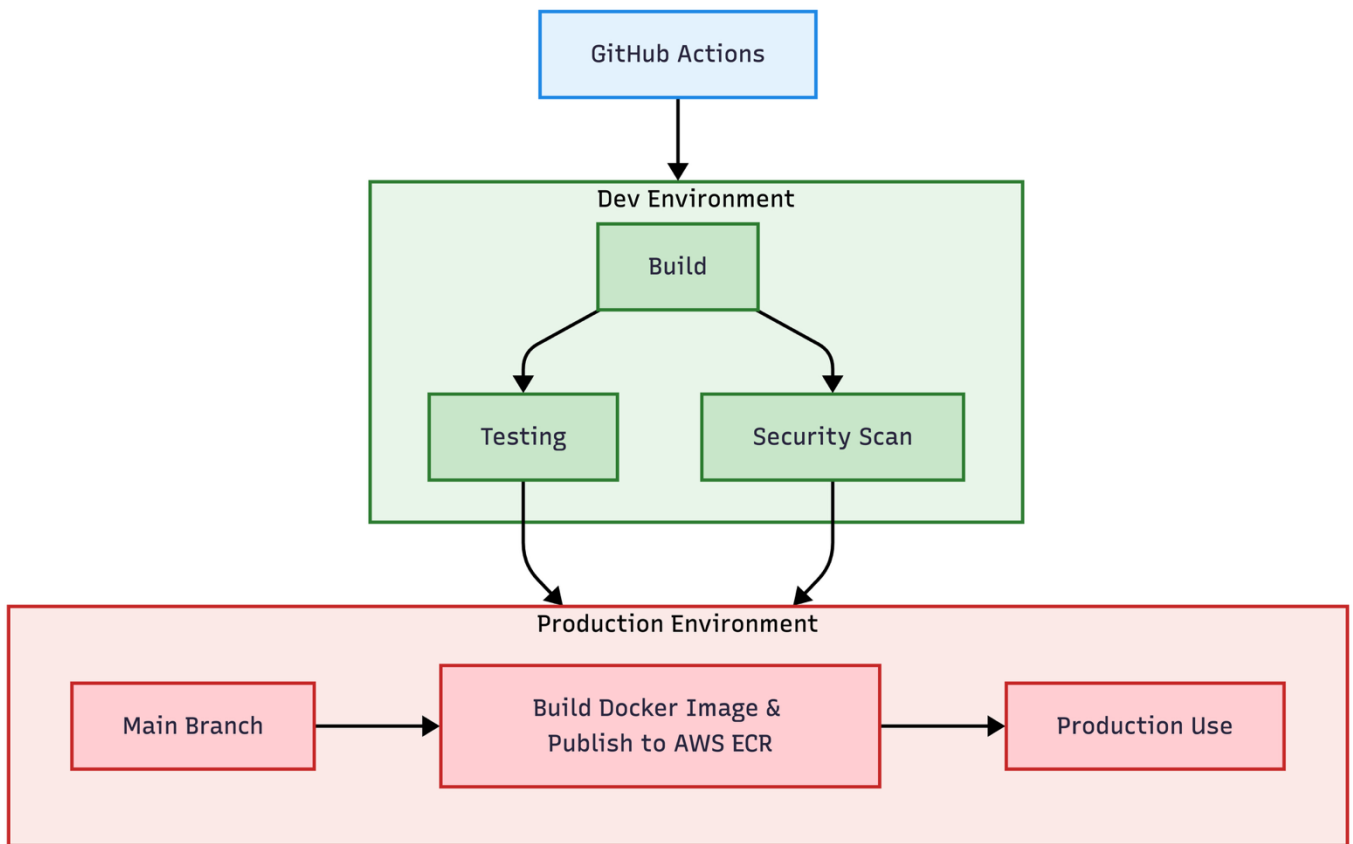 GitHub Actions
Dev Environment
Build
Testing
Security Scan
Production Environment
Main Branch
Build Docker Image &
Publish to AWS ECR
Production Use